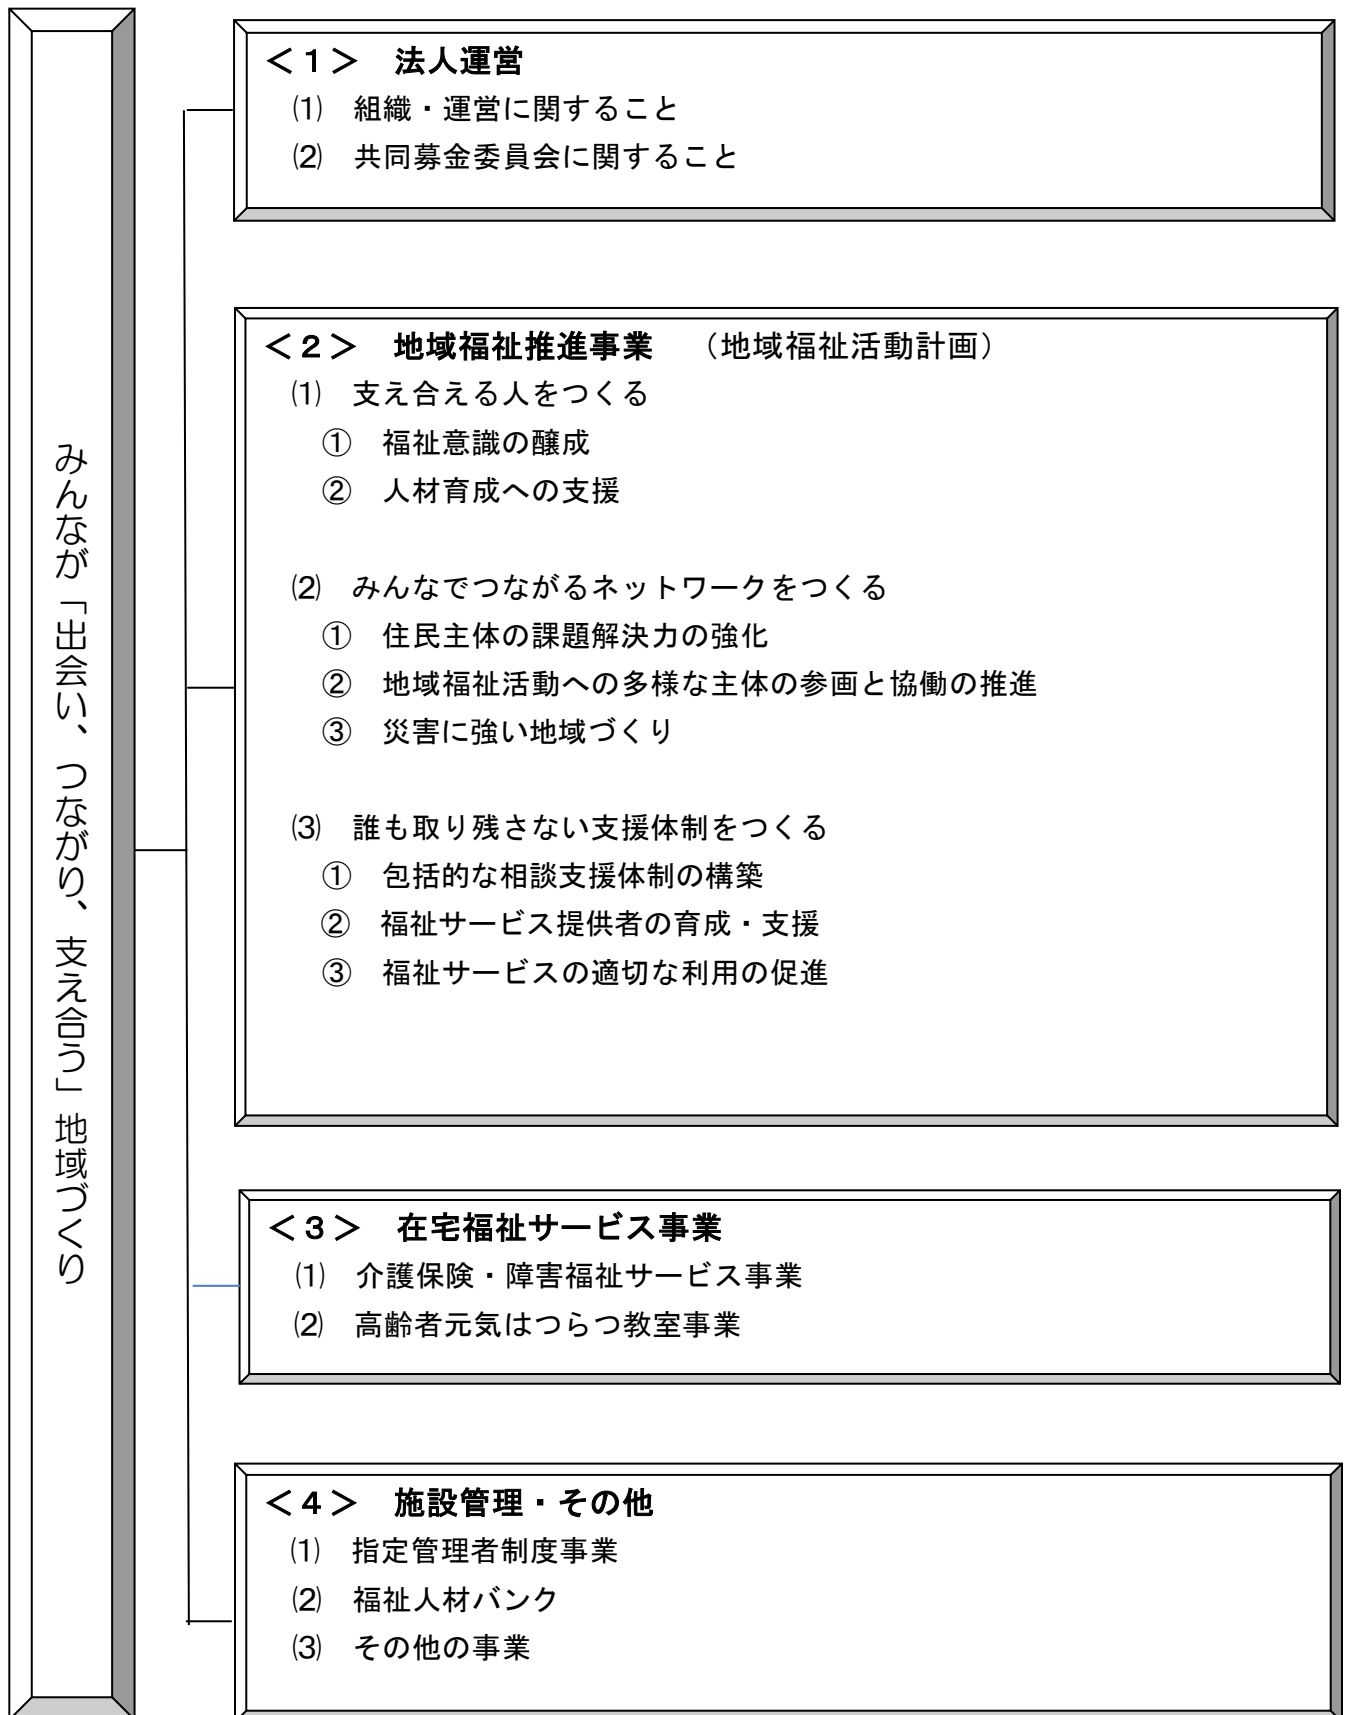 みんなが「出会い、つながり、支え合う」地域づくり
＜１＞　法人運営
⑴　組織・運営に関すること
⑵　共同募金委員会に関すること
＜２＞　地域福祉推進事業　（地域福祉活動計画）
⑴　支え合える人をつくる
①　福祉意識の醸成
②　人材育成への支援
⑵　みんなでつながるネットワークをつくる
①　住民主体の課題解決力の強化
②　地域福祉活動への多様な主体の参画と協働の推進
③　災害に強い地域づくり
⑶　誰も取り残さない支援体制をつくる
①　包括的な相談支援体制の構築
②　福祉サービス提供者の育成・支援
③　福祉サービスの適切な利用の促進
＜３＞　在宅福祉サービス事業
⑴　介護保険・障害福祉サービス事業
⑵　高齢者元気はつらつ教室事業
＜４＞　施設管理・その他
⑴　指定管理者制度事業
⑵　福祉人材バンク
⑶　その他の事業